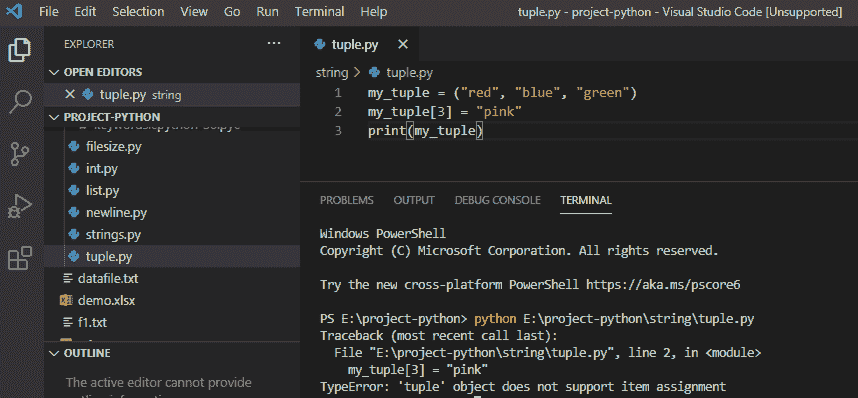 File Edit Selection View Go Run Terminal Help tuple.py - project-python - Visual Studio Code [Unsupported]
EXPLORER ···
OPEN EDITORS
tuple.py string
PROJECT-PYTHON
filesize.py
int.py
list.py
newline.py
strings.py
tuple.py
datafile.txt
demo.xlsx
f1.txt
OUTLINE
The active editor cannot provide
tuple.py
string > tuple.py
1 my_tuple = ("red", "blue", "green")
2 my_tuple[3] = "pink"
3 print(my_tuple)
PROBLEMS OUTPUT DEBUG CONSOLE TERMINAL
Windows PowerShell
Copyright (C) Microsoft Corporation. All rights reserved.
Try the new cross-platform PowerShell https://aka.ms/pscore6
PS E:\project-python> python E:\project-python\string\tuple.py
Traceback (most recent call last):
File "E:\project-python\string\tuple.py", line 2, in <module>
my_tuple[3] = "pink"
TypeError: 'tuple' object does not support item assignment